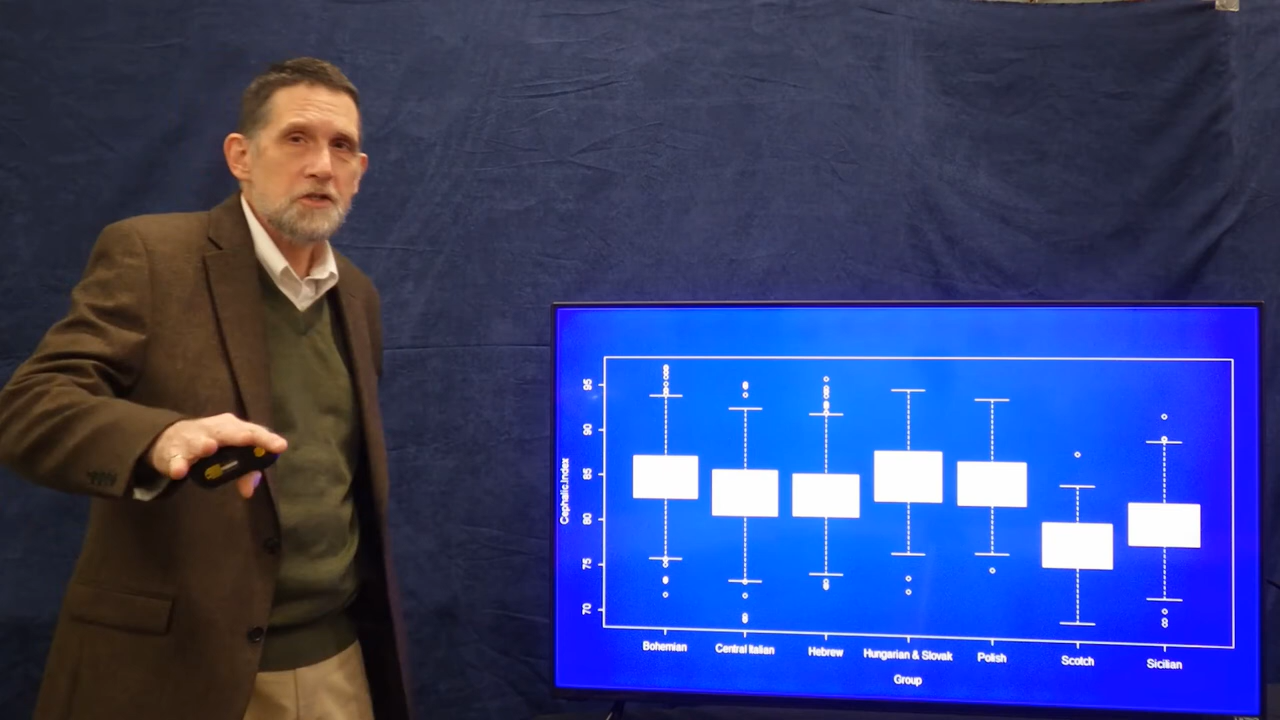 95
90
85
80
75
70
Cephalic.Index
Bohemian
Central Italian
Hebrew
Hungarian & Slovak
Polish
Scotch
Sicilian
Group